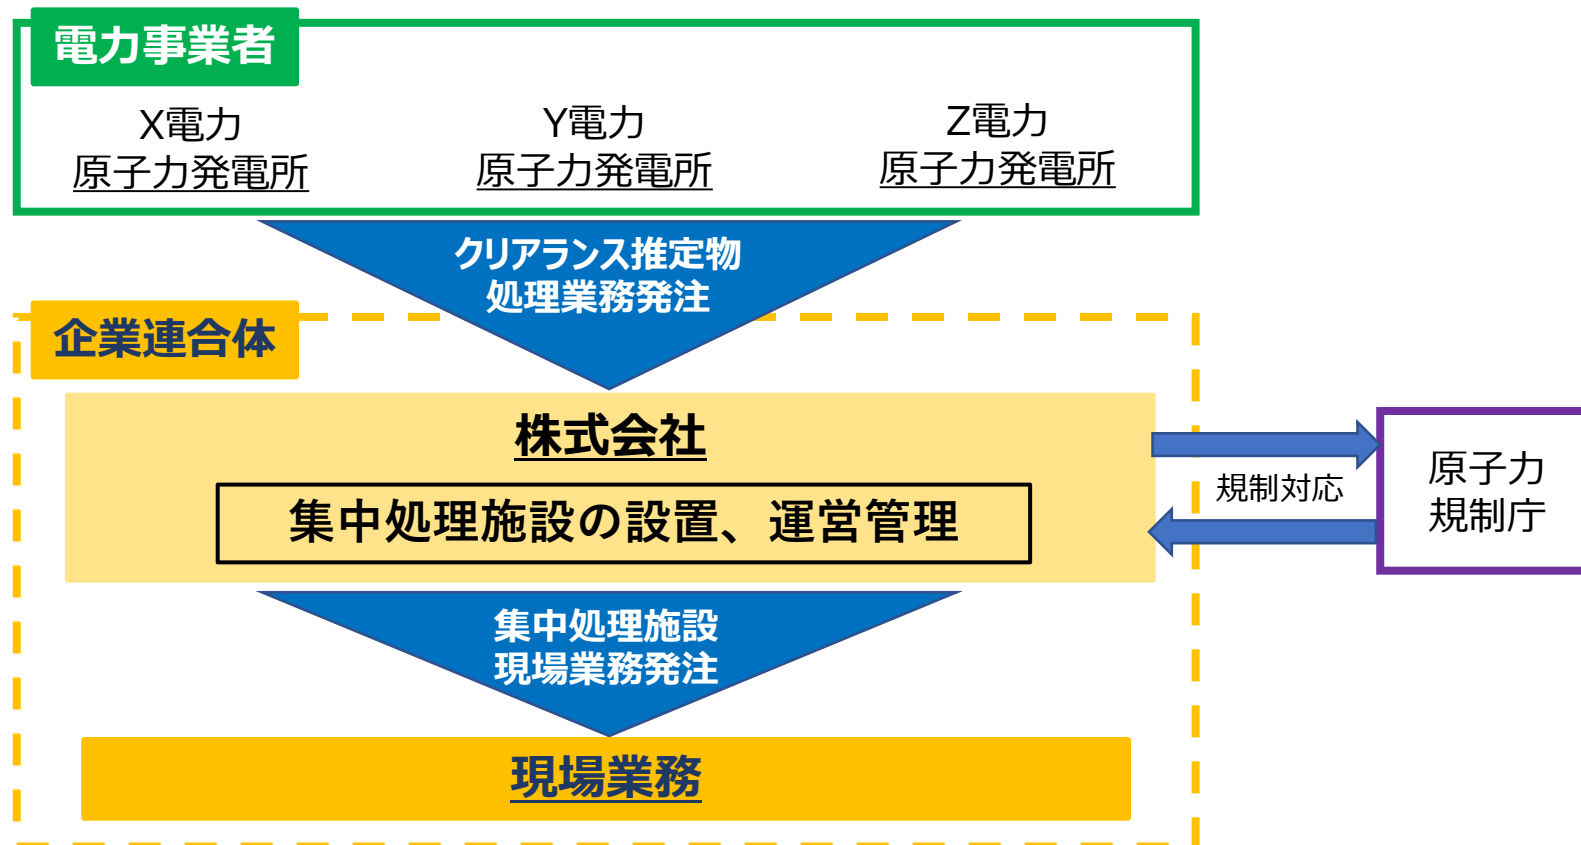 電力事業者
X電力
原子力発電所
Y電力
原子力発電所
Z電力
原子力発電所
クリアランス推定物
処理業務発注
企業連合体
株式会社
集中処理施設の設置、運営管理
規制対応
原子力
規制庁
集中処理施設
現場業務発注
現場業務